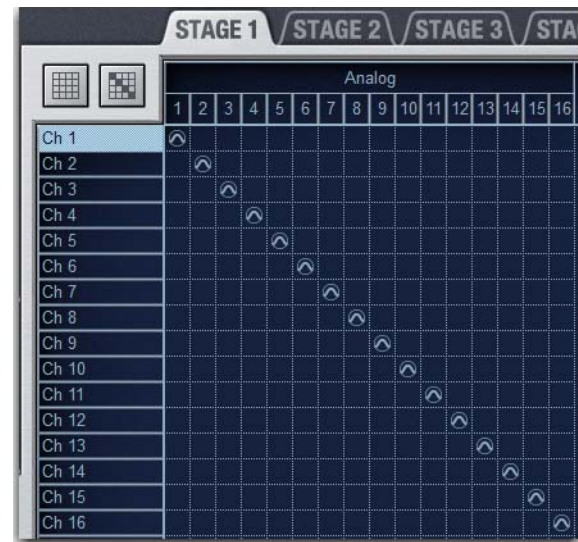 STAGE 1 STAGE 2 STAGE 3 STA
Analog
1 2 3 4 5 6 7 8 9 10 11 12 13 14 15 16
Ch 1
Ch 2
Ch 3
Ch 4
Ch 5
Ch 6
Ch 7
Ch 8
Ch 9
Ch 10
Ch 11
Ch 12
Ch 13
Ch 14
Ch 15
Ch 16